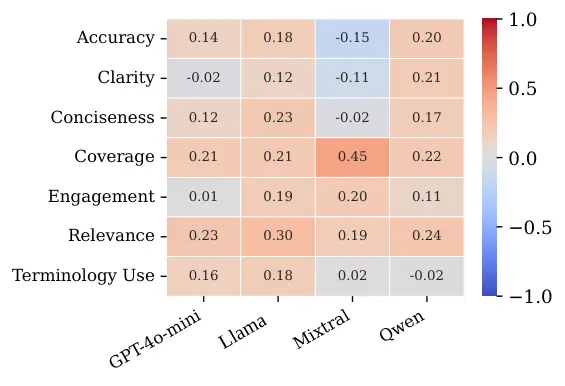 Accuracy 0.14 0.18 -0.15 0.20
Clarity -0.02 0.12 -0.11 0.21
Conciseness 0.12 0.23 -0.02 0.17
Coverage 0.21 0.21 0.45 0.22
Engagement 0.01 0.19 0.20 0.11
Relevance 0.23 0.30 0.19 0.24
Terminology Use 0.16 0.18 0.02 -0.02
GPT-4o-mini Llama Mixtral Qwen
1.0
0.5
0.0
−0.5
−1.0